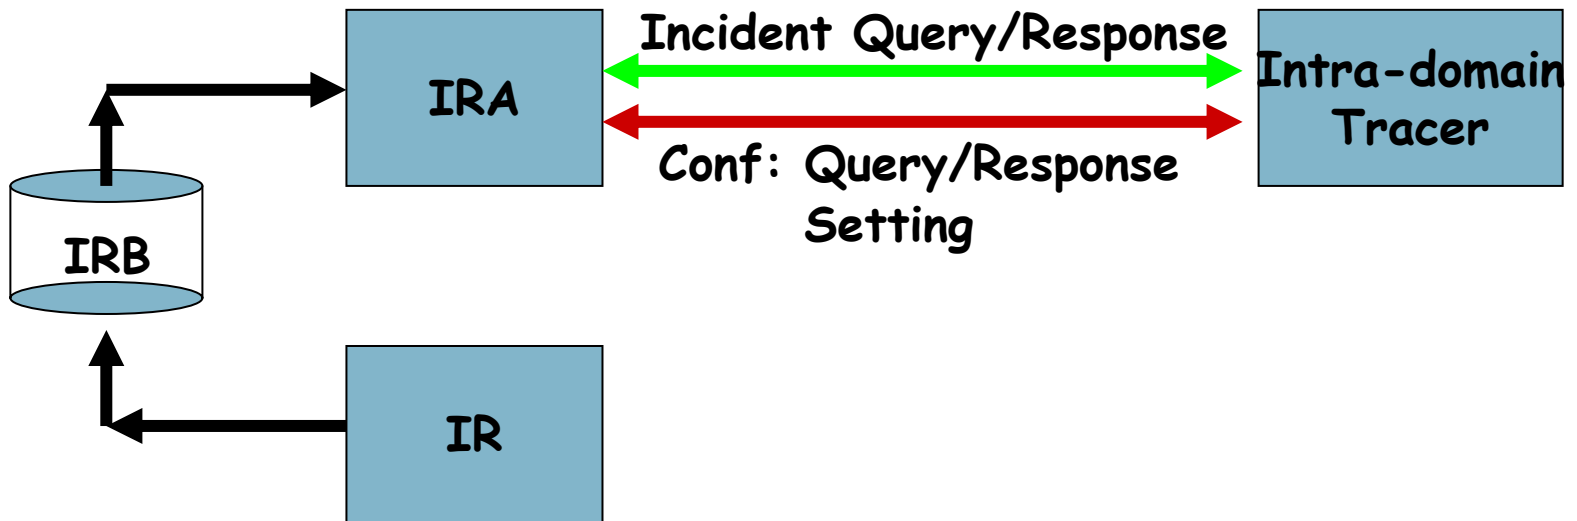 Incident Query/Response
IRA
Intra-domain
Tracer
Conf: Query/Response
Setting
IRB
IR